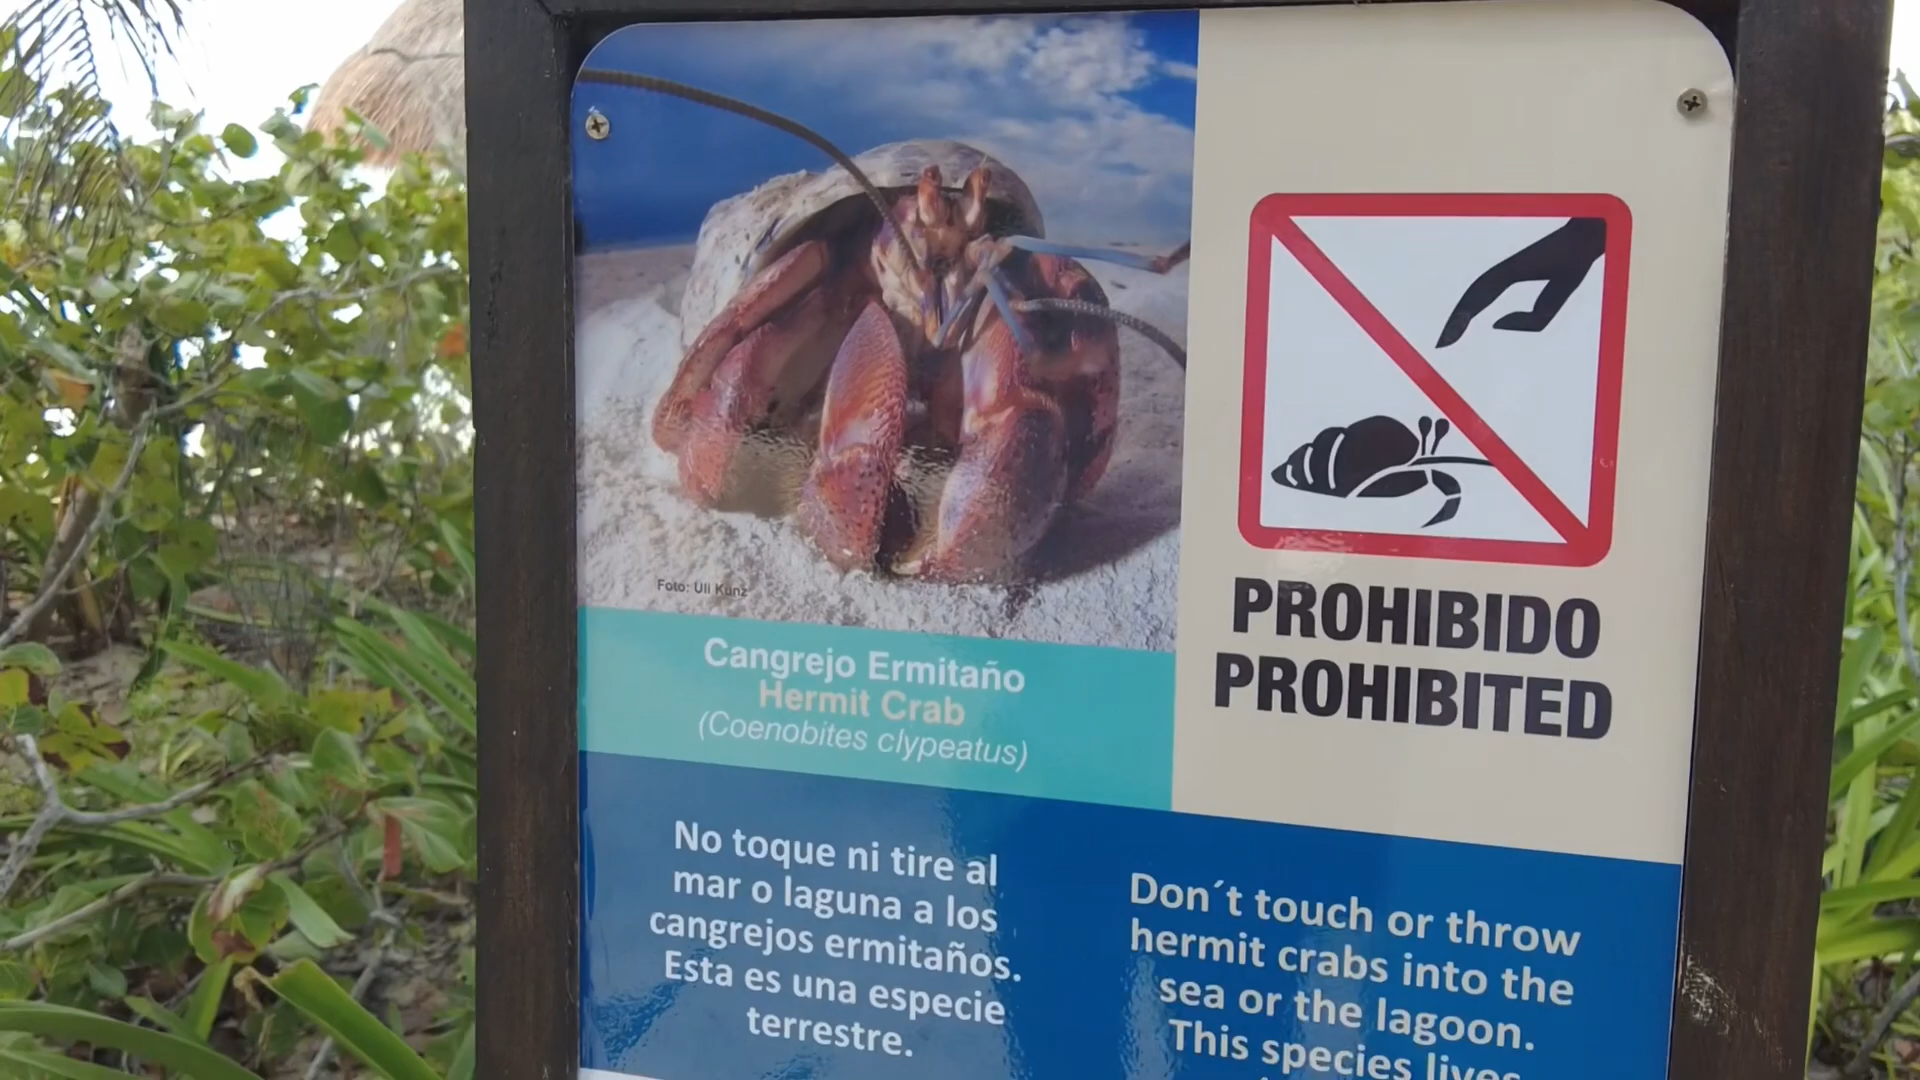 Foto: Uli Kunz
Cangrejo Ermitaño
Hermit Crab
(Coenobites clypeatus)
PROHIBIDO
PROHIBITED
No toque ni tire al
mar o laguna a los
cangrejos ermitaños.
Esta es una especie
terrestre.
Don´t touch or throw
hermit crabs into the
sea or the lagoon.
This species lives